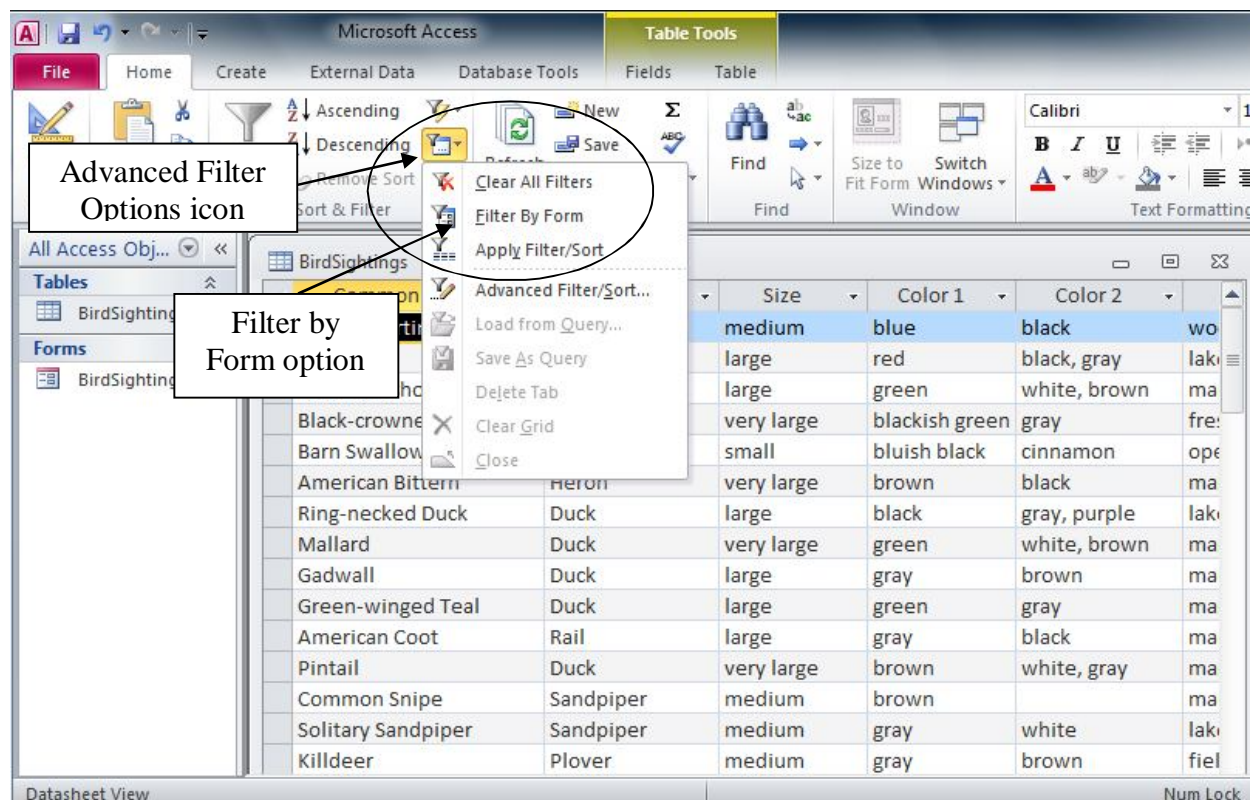 Microsoft Access
Table Tools
File Home Create External Data Database Tools Fields Table
Ascending
Descending
Remove Sort
Sort & Filter
New
Save
Find
Find
Size to Fit Form
Switch Windows
Window
Calibri
B I U
A
Text Formatting
Advanced Filter
Options icon
Clear All Filters
Filter By Form
Apply Filter/Sort
Advanced Filter/Sort...
Load from Query...
Save As Query
Delete Tab
Clear Grid
Close
Filter by
Form option
All Access Obj...
Tables
BirdSighting
Forms
BirdSighting
BirdSightings
Common Size Color 1 Color 2
medium blue black
large red black, gray
large green white, brown
Black-crowne very large blackish green gray
Barn Swallow small bluish black cinnamon
American Bittern Heron very large brown black
Ring-necked Duck Duck large black gray, purple
Mallard Duck very large green white, brown
Gadwall Duck large gray brown
Green-winged Teal Duck large green gray
American Coot Rail large gray black
Pintail Duck very large brown white, gray
Common Snipe Sandpiper medium brown
Solitary Sandpiper Sandpiper medium gray white
Killdeer Plover medium gray brown
Datasheet View
Num Lock